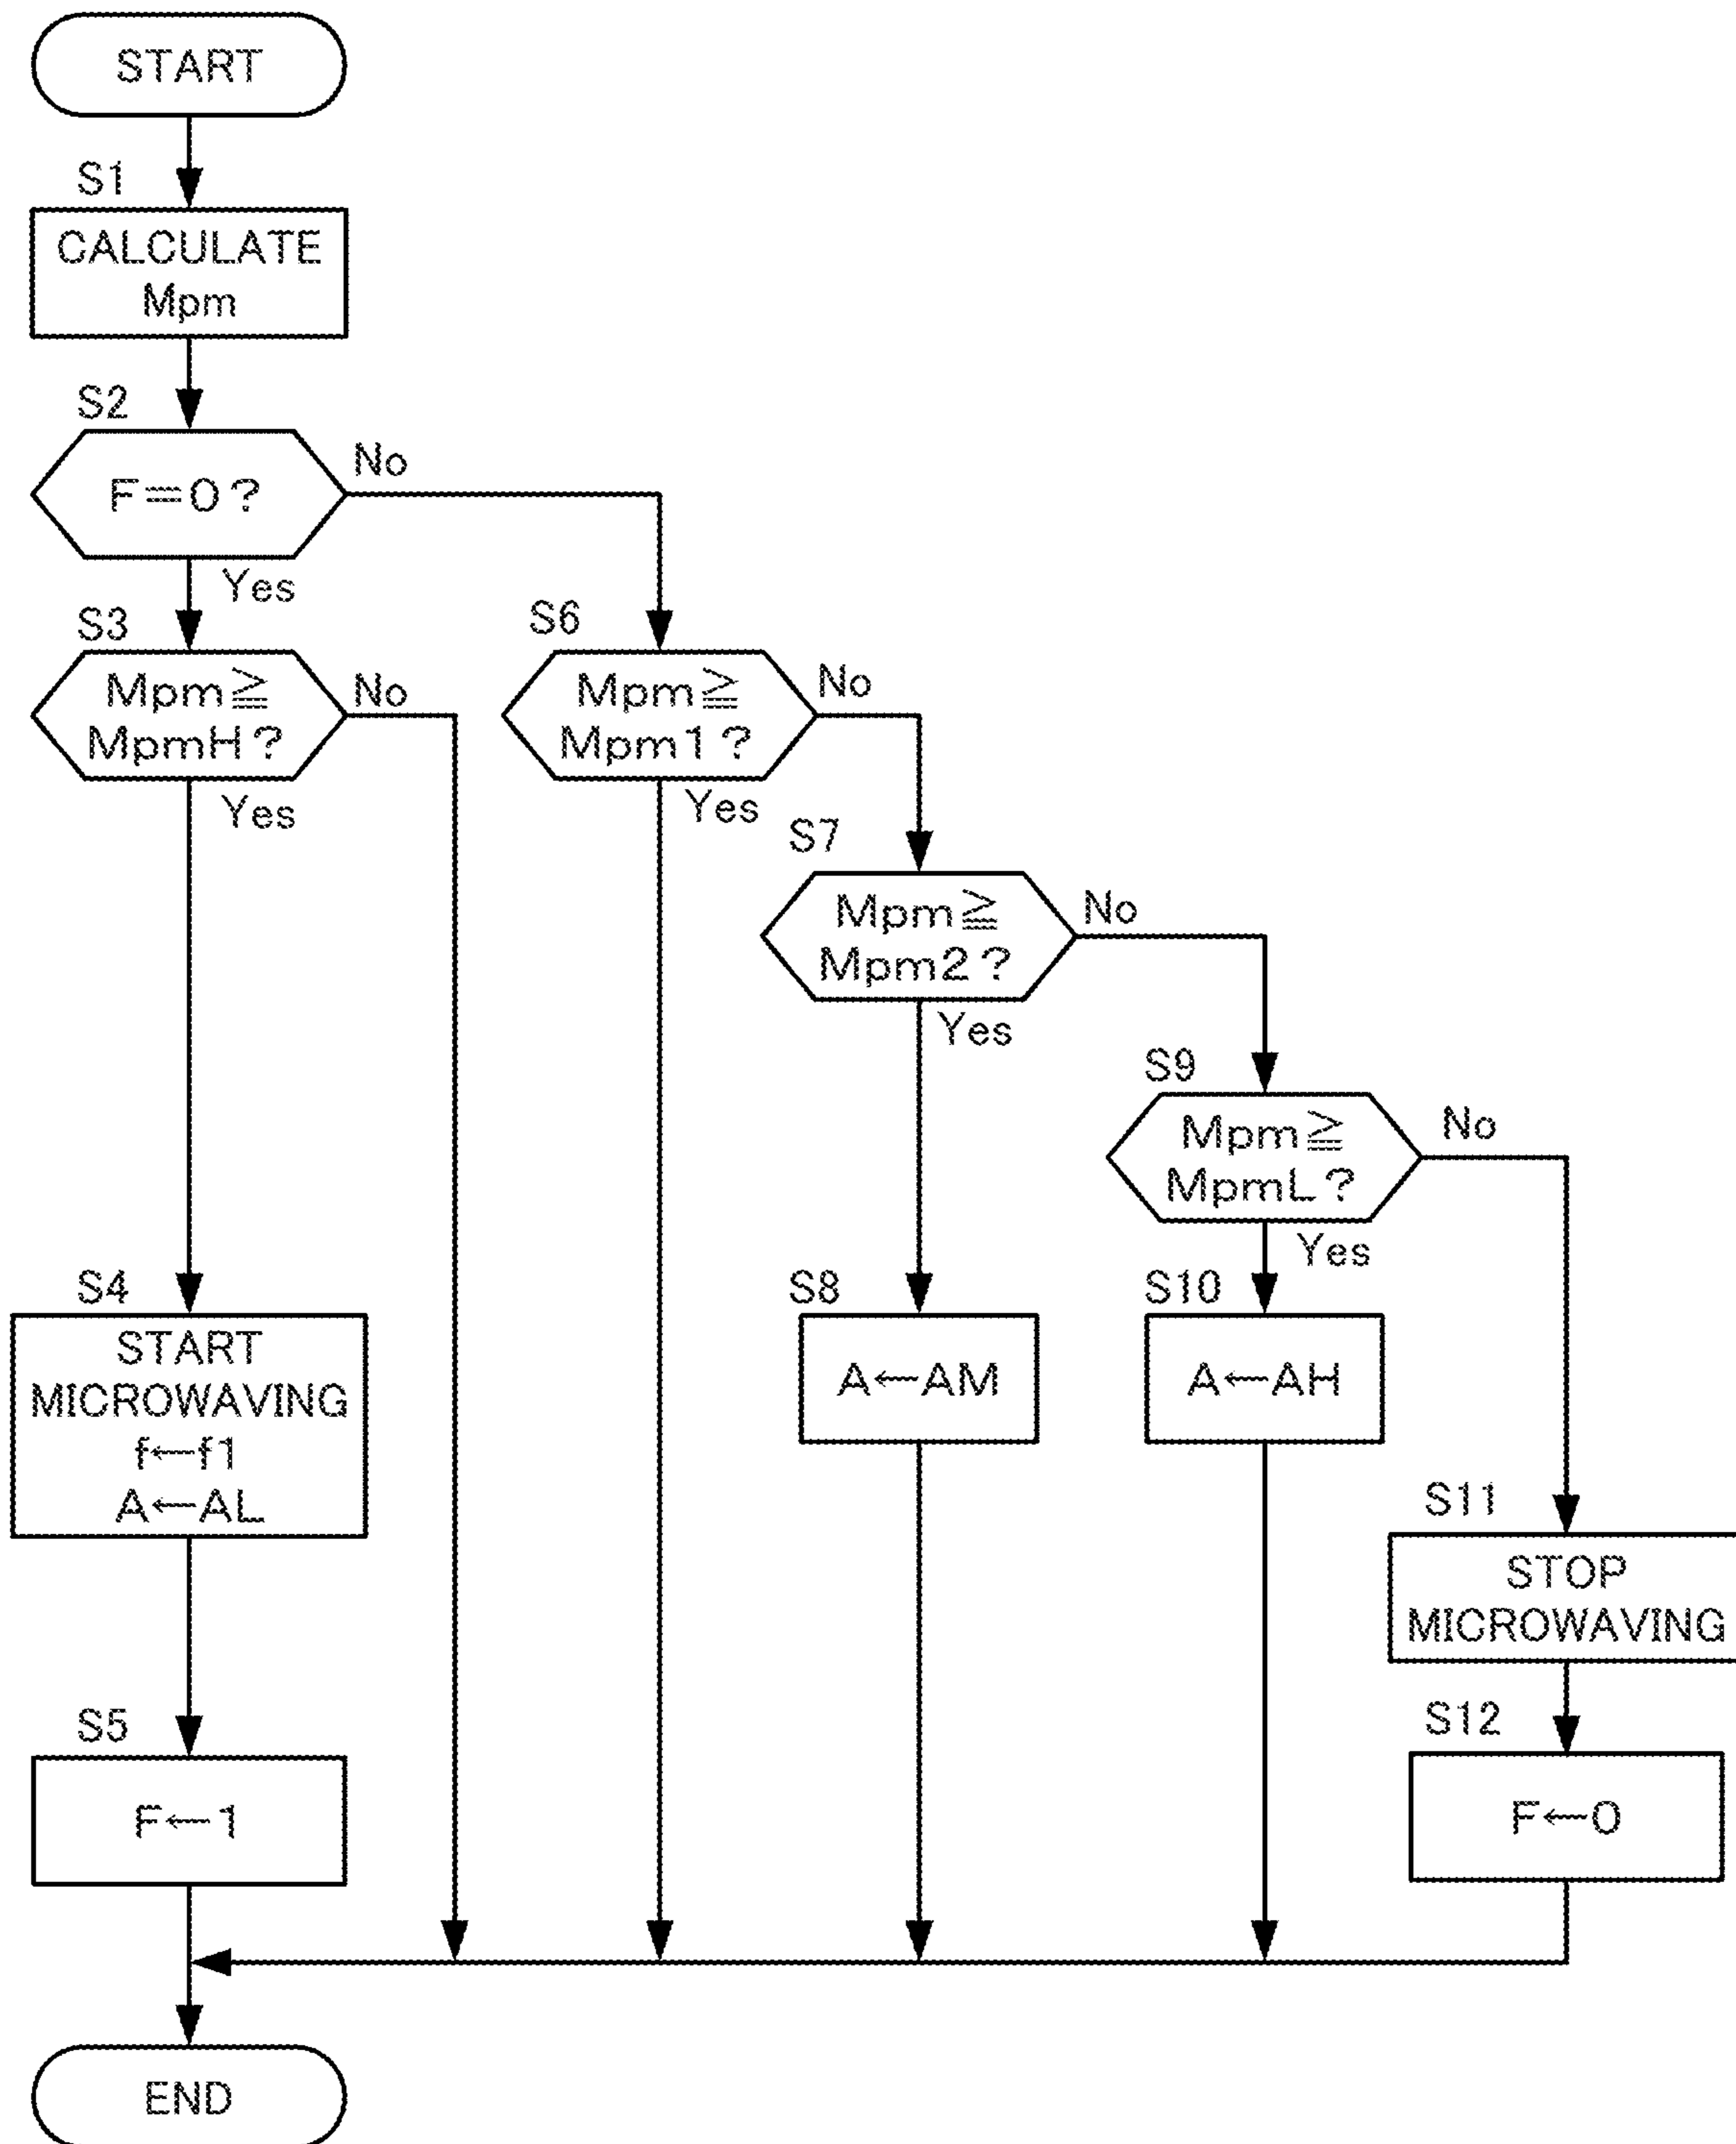 START
S1
CALCULATE
Mpm
S2
F=0?
No
Yes
S3
Mpm≧
MpmH?
No
Yes
S6
Mpm≧
Mpm1?
No
Yes
S7
Mpm≧
Mpm2?
No
Yes
S9
Mpm≧
MpmL?
No
Yes
S4
START
MICROWAVING
f←f1
A←AL
S8
A←AM
S10
A←AH
S11
STOP
MICROWAVING
S5
F←1
S12
F←0
END